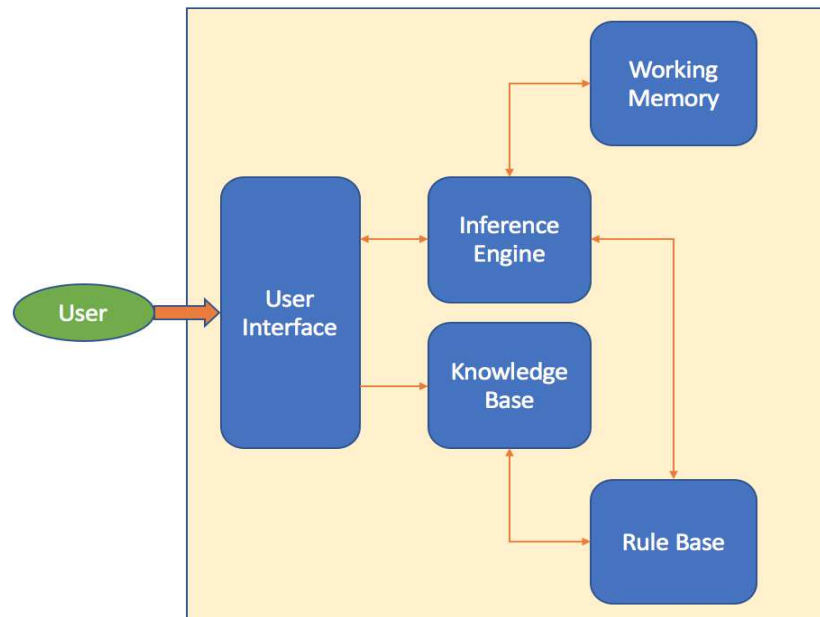 Working
Memory
Inference
Engine
User
User
Interface
Knowledge
Base
Rule Base